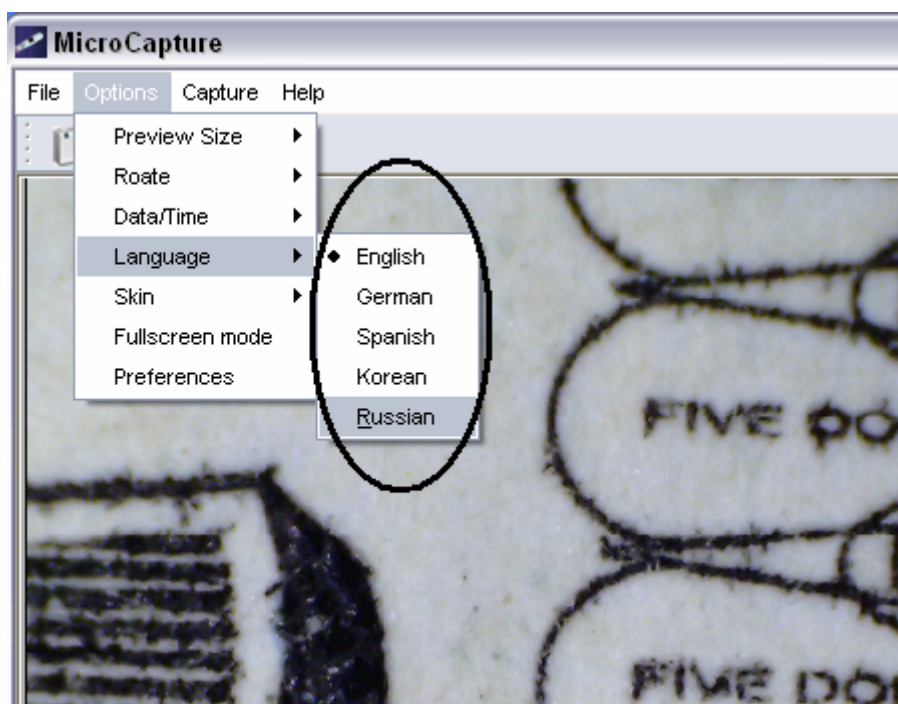 MicroCapture
File Options Capture Help
Preview Size
Roate
Data/Time
Language
Skin
Fullscreen mode
Preferences
English
German
Spanish
Korean
Russian
FIVE DO
FIVE DO